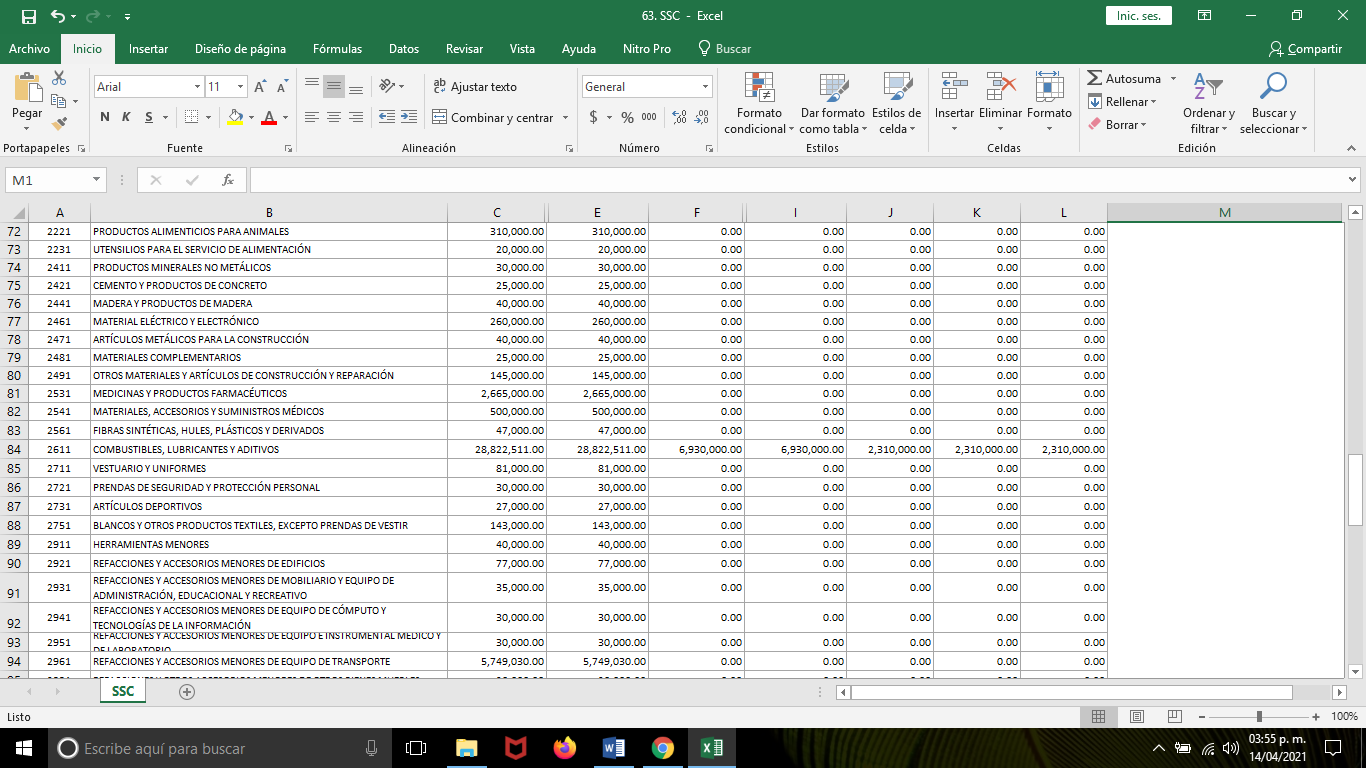 63. SSC - Excel
Inic. ses.
Archivo Inicio Insertar Diseño de página Fórmulas Datos Revisar Vista Ayuda Nitro Pro Buscar Compartir
Pegar
Portapapeles
Arial 11
N K S
Fuente
Ajustar texto
Combinar y centrar
Alineación
General
$ % 000
Número
Formato condicional
Dar formato como tabla
Estilos de celda
Estilos
Insertar Eliminar Formato
Celdas
Autosuma
Rellenar
Borrar
Ordenar y filtrar
Buscar y seleccionar
Edición
M1 fx
A B C E F I J K L M
72 2221 PRODUCTOS ALIMENTICIOS PARA ANIMALES 310,000.00 310,000.00 0.00 0.00 0.00 0.00 0.00
73 2231 UTENSILIOS PARA EL SERVICIO DE ALIMENTACIÓN 20,000.00 20,000.00 0.00 0.00 0.00 0.00 0.00
74 2411 PRODUCTOS MINERALES NO METÁLICOS 30,000.00 30,000.00 0.00 0.00 0.00 0.00 0.00
75 2421 CEMENTO Y PRODUCTOS DE CONCRETO 25,000.00 25,000.00 0.00 0.00 0.00 0.00 0.00
76 2441 MADERA Y PRODUCTOS DE MADERA 40,000.00 40,000.00 0.00 0.00 0.00 0.00 0.00
77 2461 MATERIAL ELÉCTRICO Y ELECTRÓNICO 260,000.00 260,000.00 0.00 0.00 0.00 0.00 0.00
78 2471 ARTÍCULOS METÁLICOS PARA LA CONSTRUCCIÓN 40,000.00 40,000.00 0.00 0.00 0.00 0.00 0.00
79 2481 MATERIALES COMPLEMENTARIOS 25,000.00 25,000.00 0.00 0.00 0.00 0.00 0.00
80 2491 OTROS MATERIALES Y ARTÍCULOS DE CONSTRUCCIÓN Y REPARACIÓN 145,000.00 145,000.00 0.00 0.00 0.00 0.00 0.00
81 2531 MEDICINAS Y PRODUCTOS FARMACÉUTICOS 2,665,000.00 2,665,000.00 0.00 0.00 0.00 0.00 0.00
82 2541 MATERIALES, ACCESORIOS Y SUMINISTROS MÉDICOS 500,000.00 500,000.00 0.00 0.00 0.00 0.00 0.00
83 2561 FIBRAS SINTÉTICAS, HULES, PLÁSTICOS Y DERIVADOS 47,000.00 47,000.00 0.00 0.00 0.00 0.00 0.00
84 2611 COMBUSTIBLES, LUBRICANTES Y ADITIVOS 28,822,511.00 28,822,511.00 6,930,000.00 6,930,000.00 2,310,000.00 2,310,000.00 2,310,000.00
85 2711 VESTUARIO Y UNIFORMES 81,000.00 81,000.00 0.00 0.00 0.00 0.00 0.00
86 2721 PRENDAS DE SEGURIDAD Y PROTECCIÓN PERSONAL 30,000.00 30,000.00 0.00 0.00 0.00 0.00 0.00
87 2731 ARTÍCULOS DEPORTIVOS 27,000.00 27,000.00 0.00 0.00 0.00 0.00 0.00
88 2751 BLANCOS Y OTROS PRODUCTOS TEXTILES, EXCEPTO PRENDAS DE VESTIR 143,000.00 143,000.00 0.00 0.00 0.00 0.00 0.00
89 2911 HERRAMIENTAS MENORES 40,000.00 40,000.00 0.00 0.00 0.00 0.00 0.00
90 2921 REFACCIONES Y ACCESORIOS MENORES DE EDIFICIOS 77,000.00 77,000.00 0.00 0.00 0.00 0.00 0.00
91 2931 REFACCIONES Y ACCESORIOS MENORES DE MOBILIARIO Y EQUIPO DE
ADMINISTRACIÓN, EDUCACIONAL Y RECREATIVO 35,000.00 35,000.00 0.00 0.00 0.00 0.00 0.00
92 2941 REFACCIONES Y ACCESORIOS MENORES DE EQUIPO DE CÓMPUTO Y
TECNOLOGÍAS DE LA INFORMACIÓN 30,000.00 30,000.00 0.00 0.00 0.00 0.00 0.00
93 2951 REFACCIONES Y ACCESORIOS MENORES DE EQUIPO E INSTRUMENTAL MÉDICO Y
DE LABORATORIO 30,000.00 30,000.00 0.00 0.00 0.00 0.00 0.00
94 2961 REFACCIONES Y ACCESORIOS MENORES DE EQUIPO DE TRANSPORTE 5,749,030.00 5,749,030.00 0.00 0.00 0.00 0.00 0.00
SSC
Listo
100%
Escribe aquí para buscar
03:55 p. m.
14/04/2021